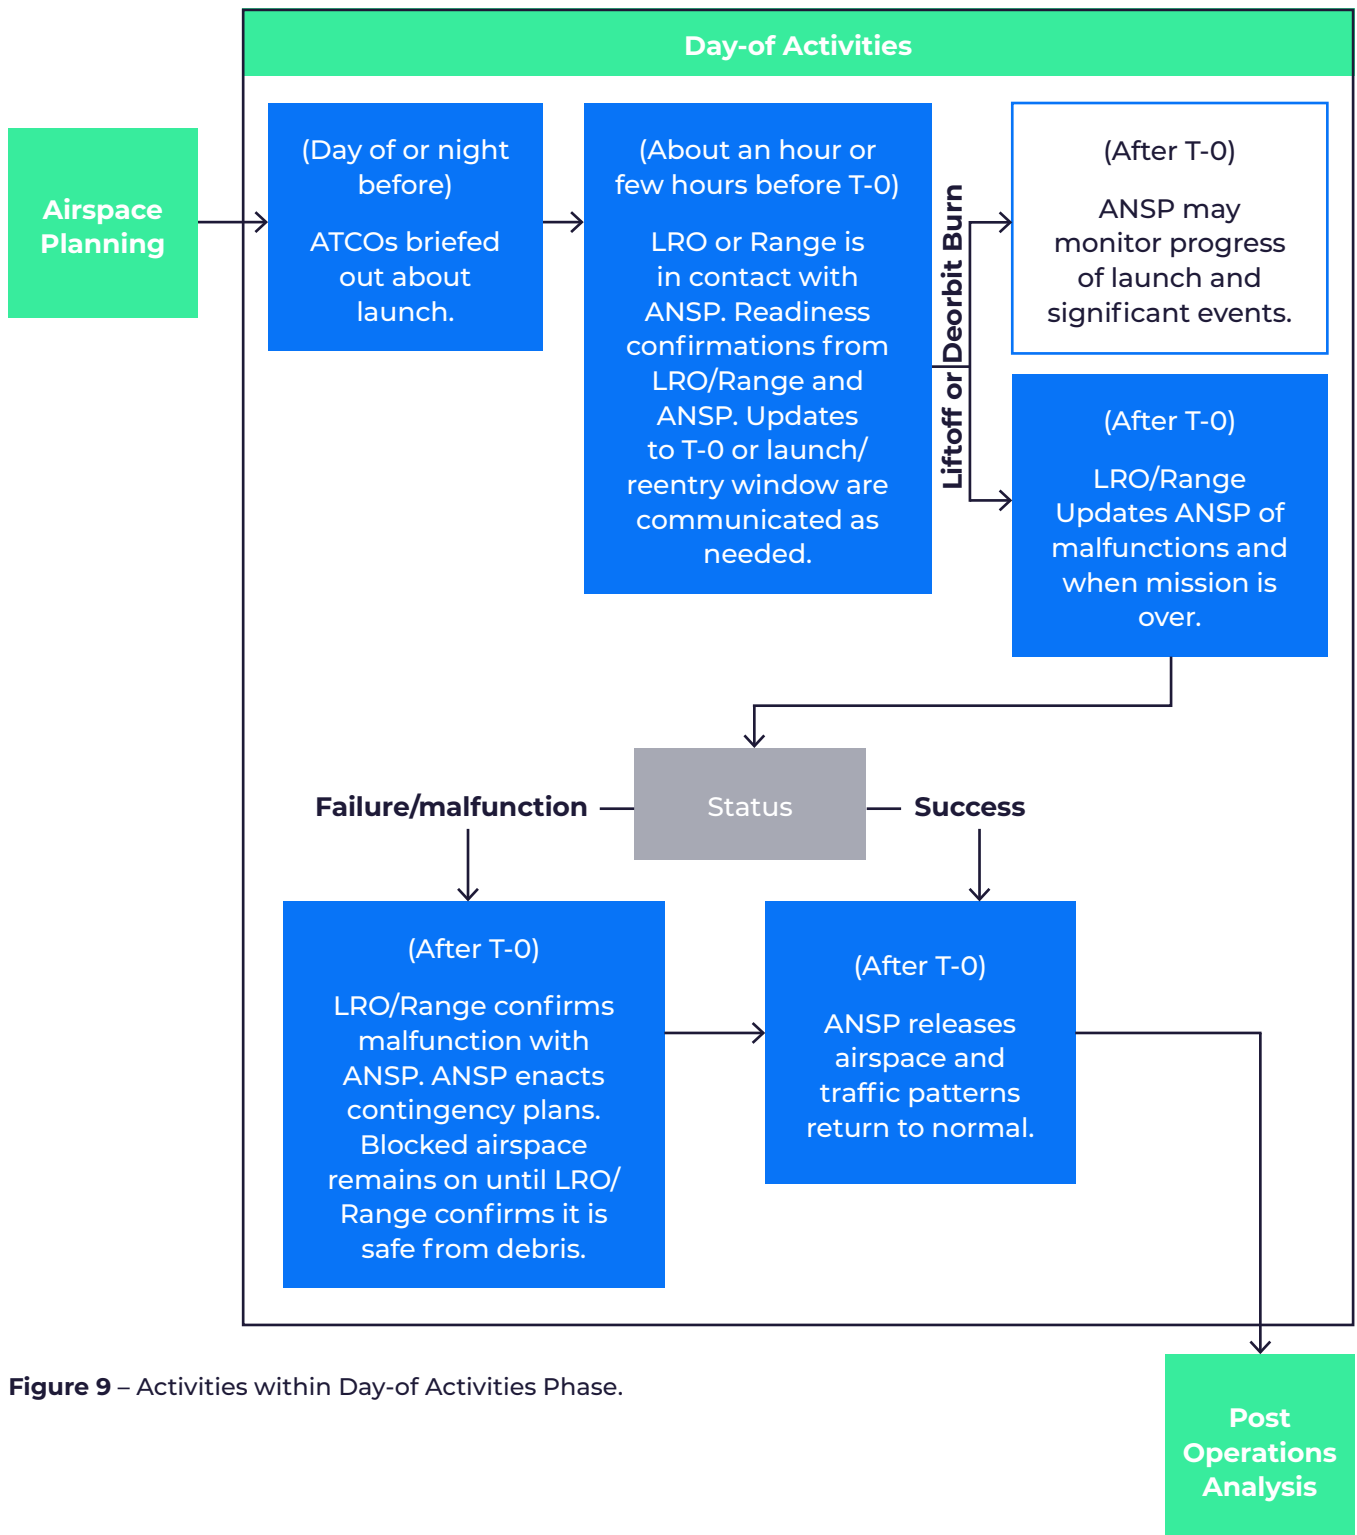 Day-of Activities
Airspace
Planning
(Day of or night
before)
ATCOs briefed
out about
launch.
(About an hour or
few hours before T-0)
LRO or Range is
in contact with
ANSP. Readiness
confirmations from
LRO/Range and
ANSP. Updates
to T-0 or launch/
reentry window are
communicated as
needed.
Liftoff or Deorbit Burn
(After T-0)
ANSP may
monitor progress
of launch and
significant events.
(After T-0)
LRO/Range
Updates ANSP of
malfunctions and
when mission is
over.
Status
Failure/malfunction
Success
(After T-0)
LRO/Range confirms
malfunction with
ANSP. ANSP enacts
contingency plans.
Blocked airspace
remains on until LRO/
Range confirms it is
safe from debris.
(After T-0)
ANSP releases
airspace and
traffic patterns
return to normal.
Figure 9 – Activities within Day-of Activities Phase.
Post
Operations
Analysis